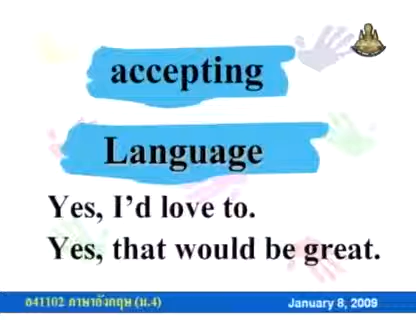 accepting
Language
Yes, I'd love to.
Yes, that would be great.
อ41102 ภาษาอังกฤษ (ม.4)
January 8, 2009